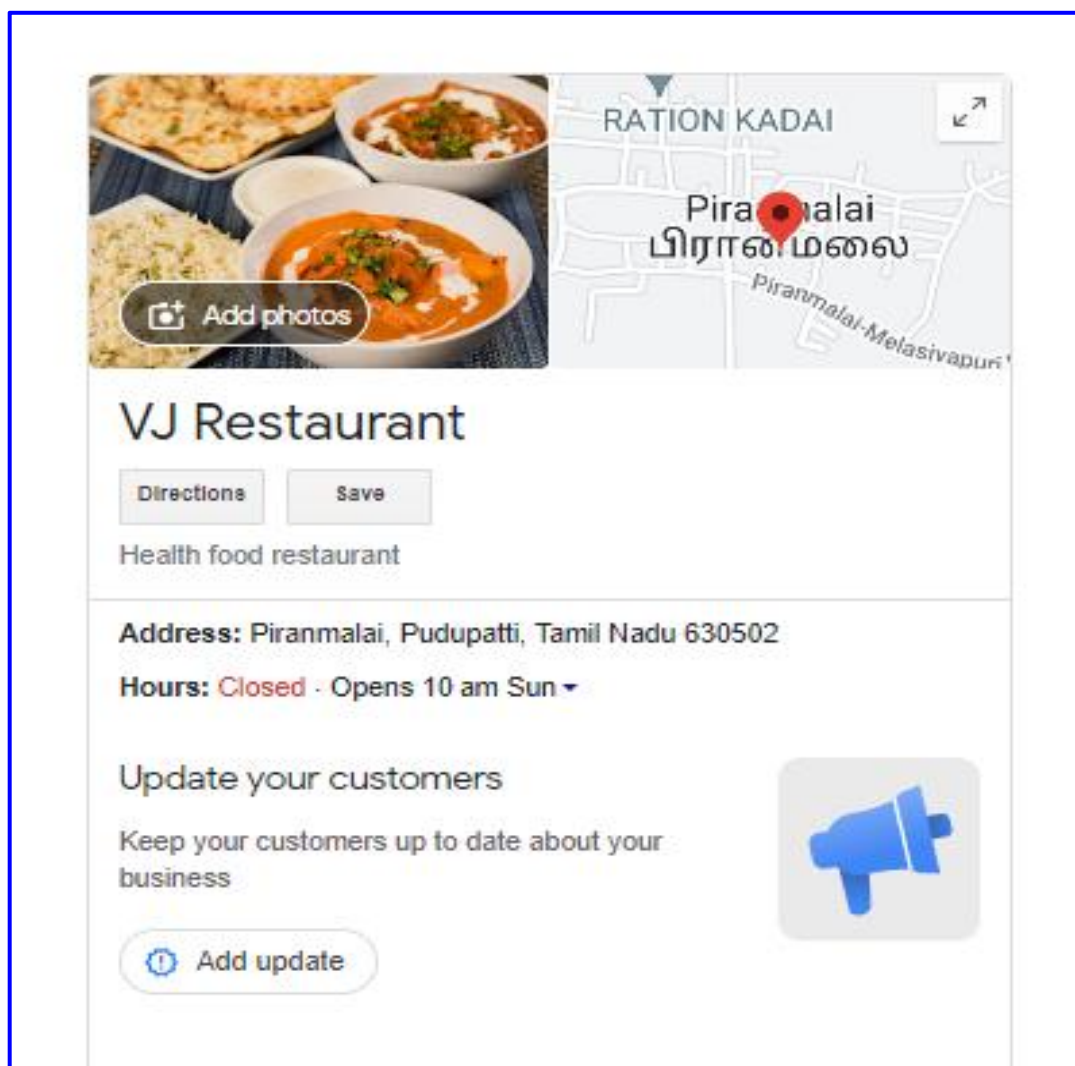 RATION KADAI
Piranmalai
பிரான்மலை
Piranmalai-Melasivapuri
Add photos
VJ Restaurant
Directions
Save
Health food restaurant
Address: Piranmalai, Pudupatti, Tamil Nadu 630502
Hours: Closed · Opens 10 am Sun
Update your customers
Keep your customers up to date about your
business
Add update